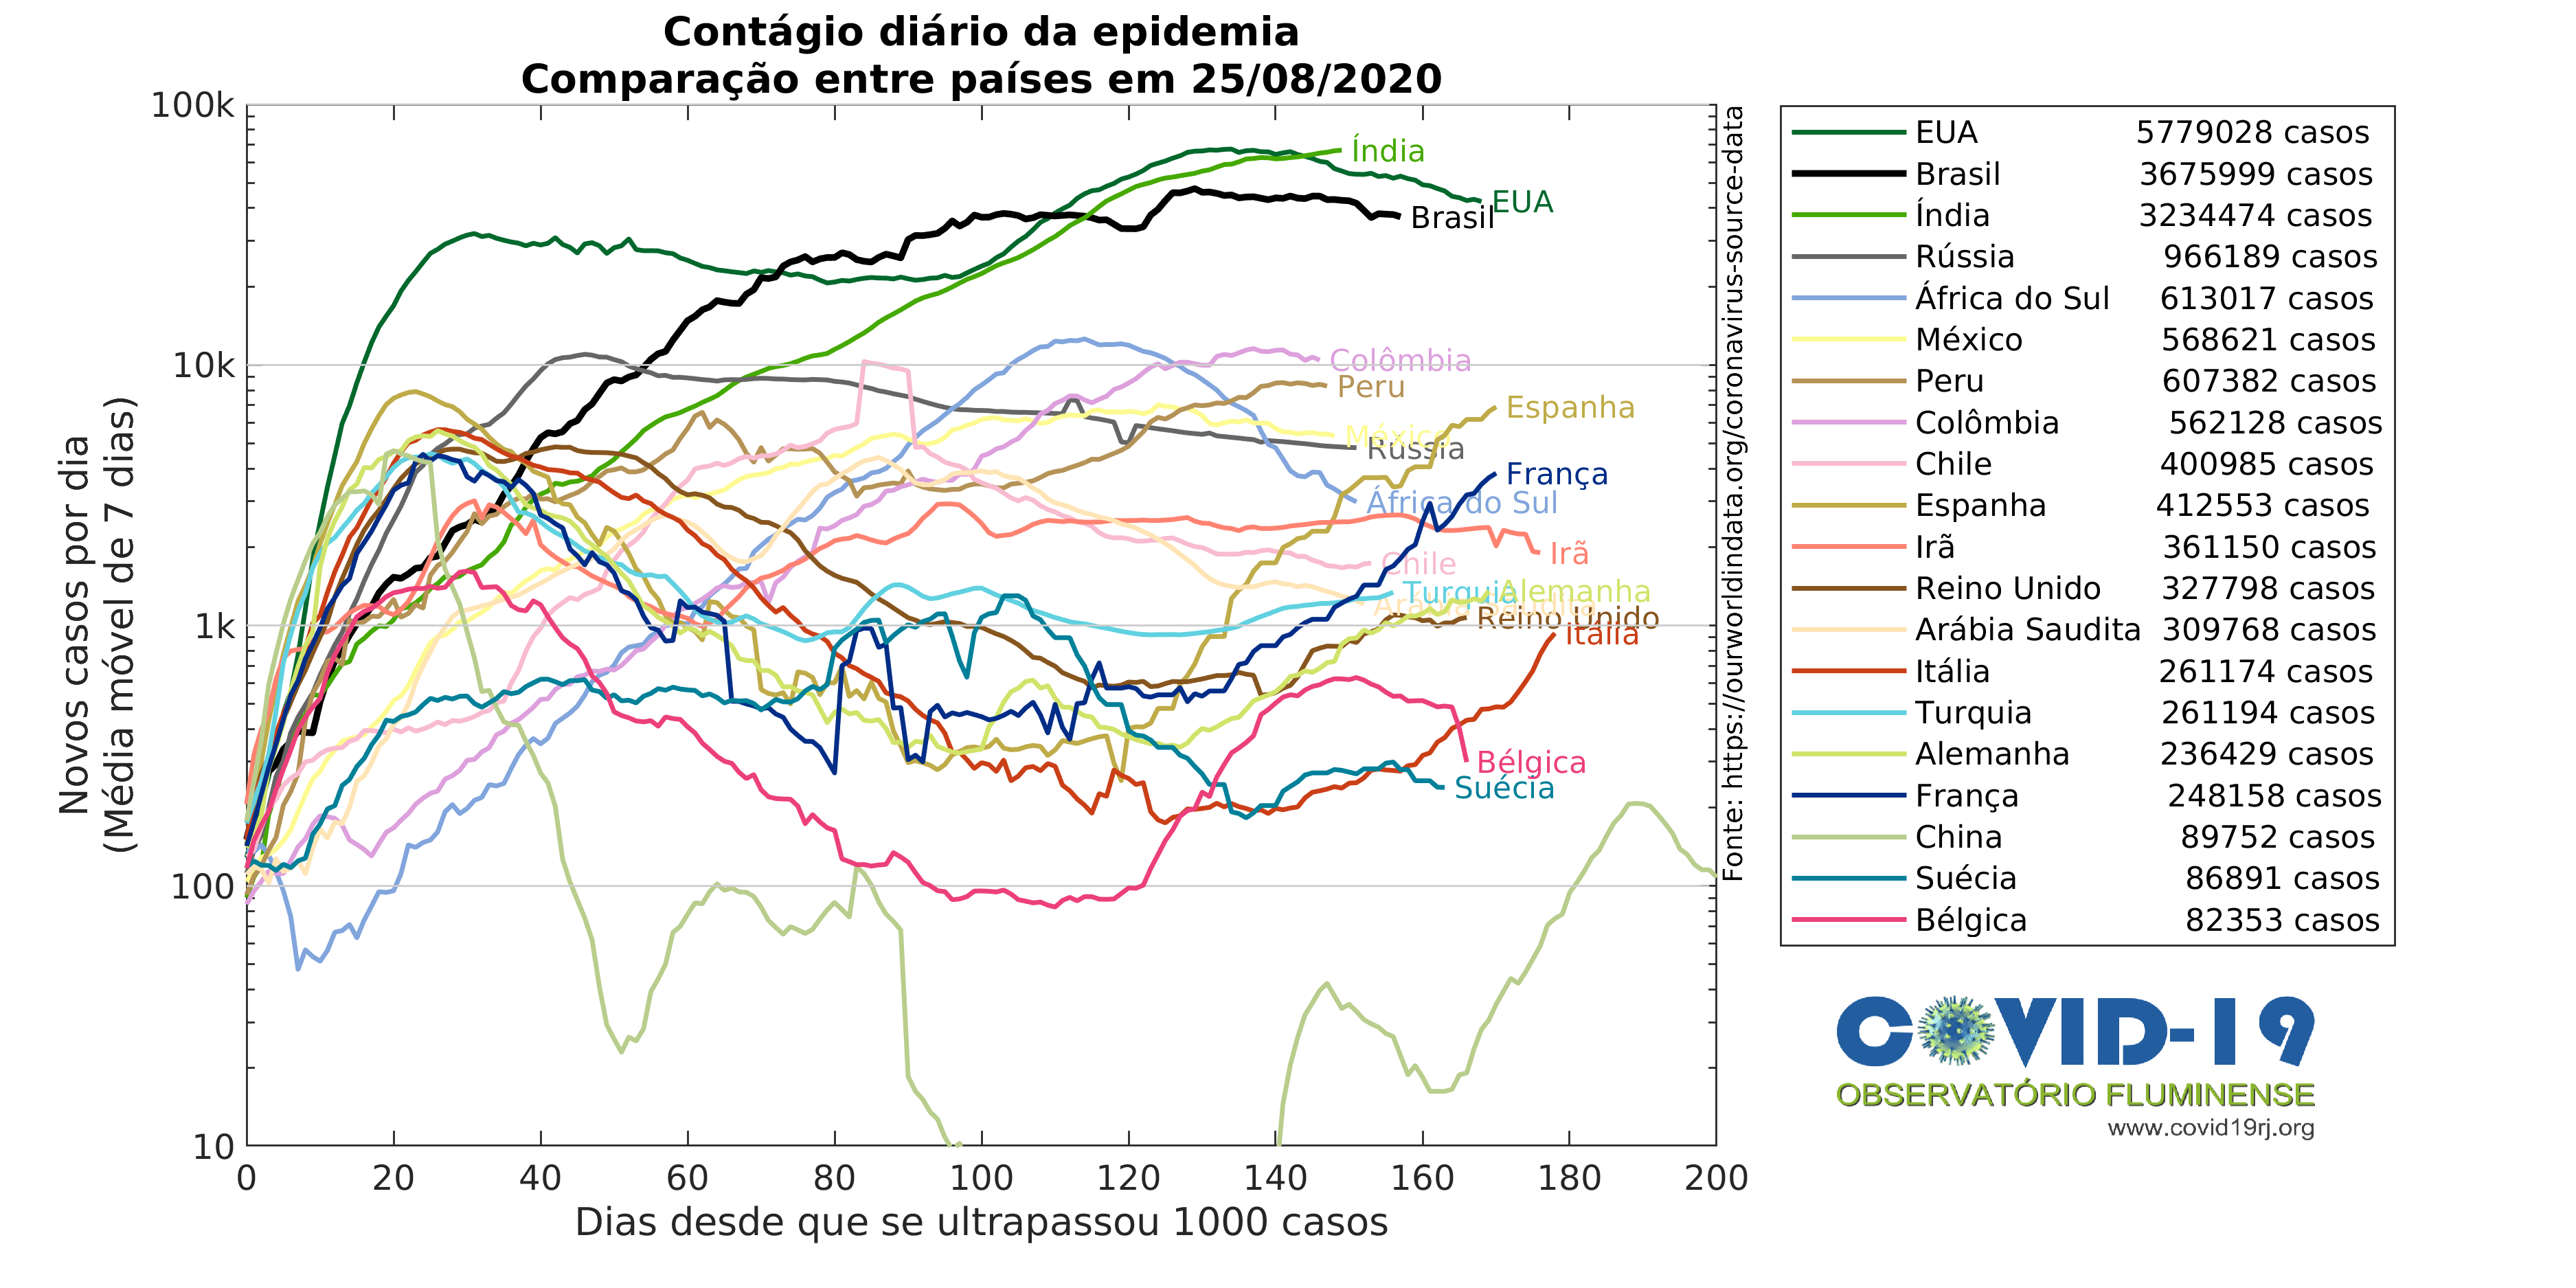 Contágio diário da epidemia
Comparação entre países em 25/08/2020
Novos casos por dia
(Média móvel de 7 dias)
100k
10k
1k
100
10
0 20 40 60 80 100 120 140 160 180 200
Dias desde que se ultrapassou 1000 casos
Índia
EUA
Brasil
Colômbia
Peru
Espanha
México
Rússia
França
África do Sul
Irã
Chile
Turquia
Alemanha
Arábia Saudita
Reino Unido
Itália
Bélgica
Suécia
Fonte: https://ourworldindata.org/coronavirus-source-data
EUA 5779028 casos
Brasil 3675999 casos
Índia 3234474 casos
Rússia 966189 casos
África do Sul 613017 casos
México 568621 casos
Peru 607382 casos
Colômbia 562128 casos
Chile 400985 casos
Espanha 412553 casos
Irã 361150 casos
Reino Unido 327798 casos
Arábia Saudita 309768 casos
Itália 261174 casos
Turquia 261194 casos
Alemanha 236429 casos
França 248158 casos
China 89752 casos
Suécia 86891 casos
Bélgica 82353 casos
COVID-19
OBSERVATÓRIO FLUMINENSE
www.covid19rj.org